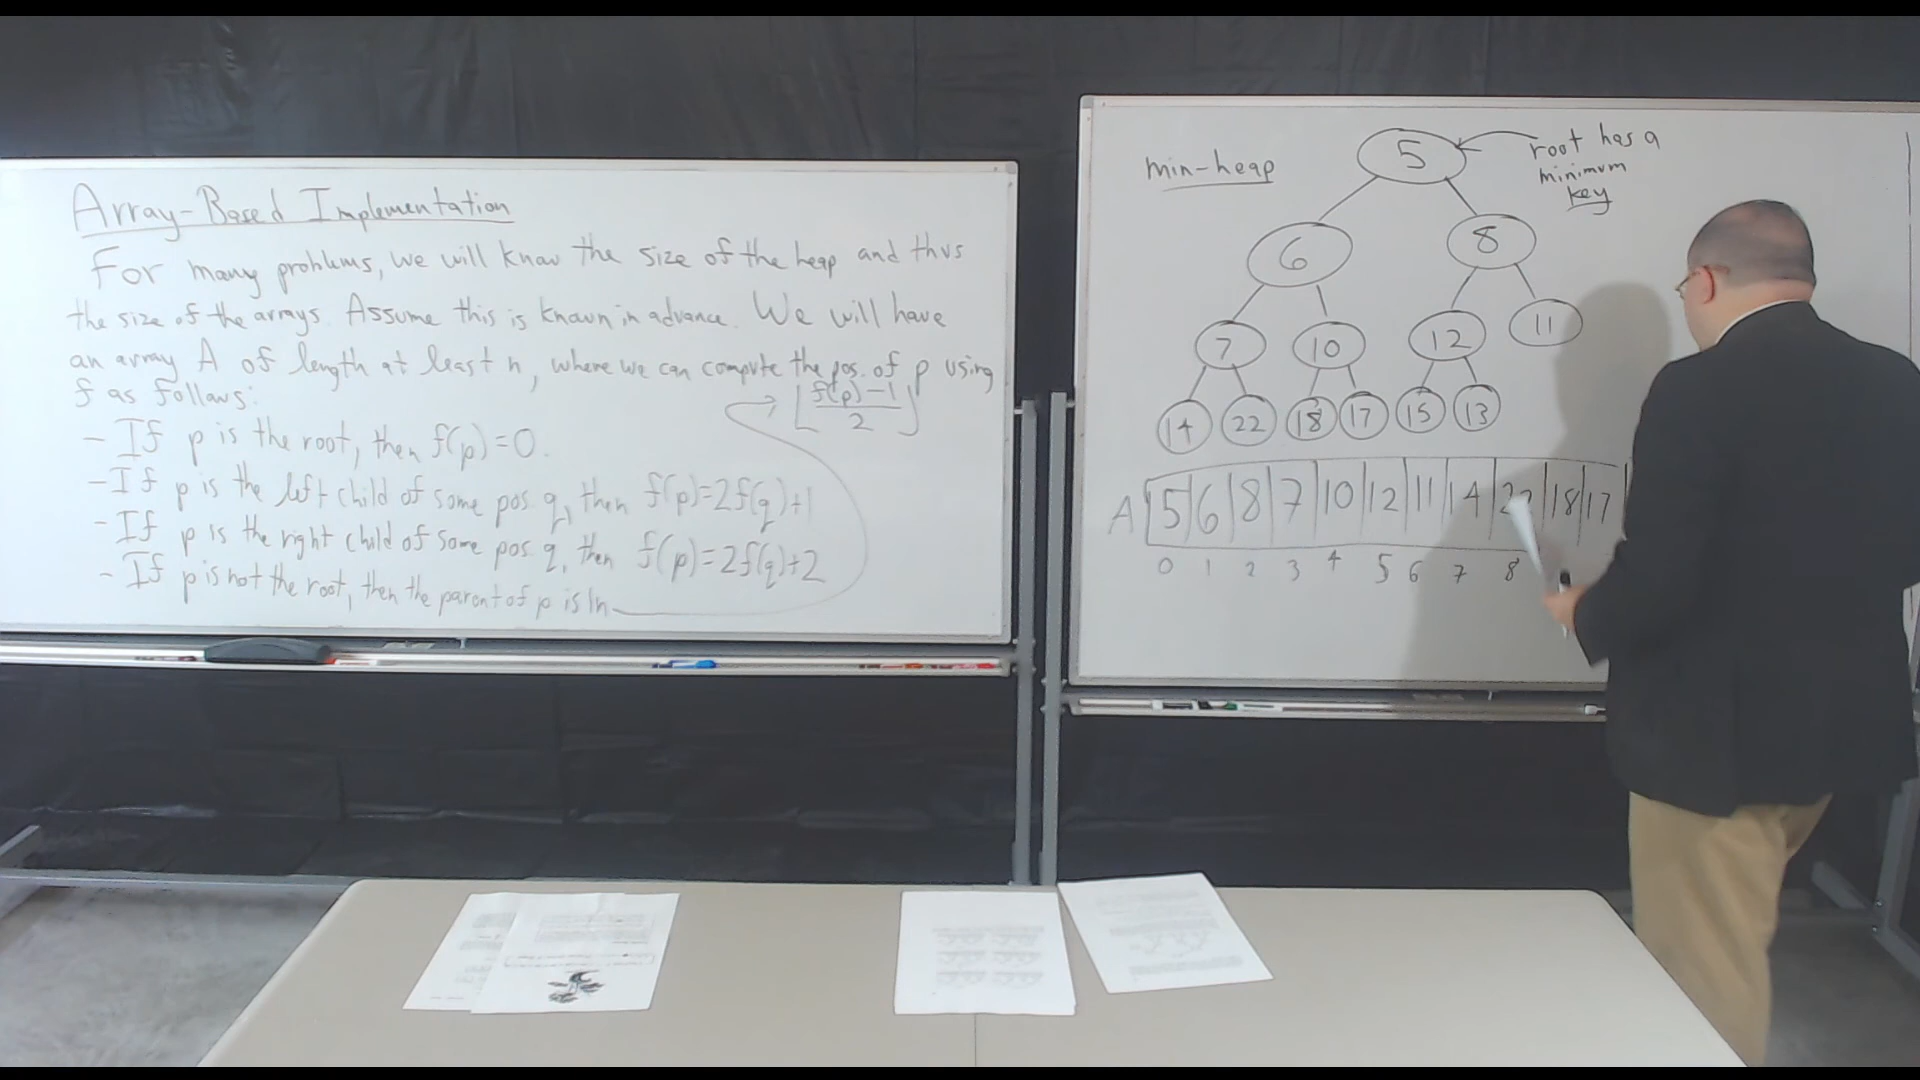 Array-Based Implementation
For many problems, we will know the size of the heap and thus
the size of the arrays. Assume this is known in advance. We will have
an array A of length at least n, where we can compute the pos. of p using
f as follows:
⌊(f(p)-1)/2⌋
- If p is the root, then f(p)=0.
- If p is the left child of some pos. q, then f(p)=2f(q)+1
- If p is the right child of some pos. q, then f(p)=2f(q)+2
- If p is not the root, then the parent of p is in
min-heap
root has a
minimum
key
5
6 8
7 10 12 11
14 22 18 17 15 13
A 5 6 8 7 10 12 11 14 22 18 17
0 1 2 3 4 5 6 7 8